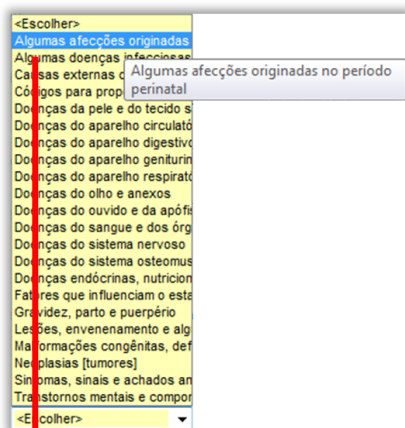 <Escolher>
Algumas afecções originadas
Algumas doenças infecciosas
Algumas afecções originadas no período
perinatal
Causas externas
Códigos para
Doenças da pele e do tecido s
Doenças do aparelho circulató
Doenças do aparelho digestivo
Doenças do aparelho geniturin
Doenças do aparelho respirató
Doenças do olho e anexos
Doenças do ouvido e da apófis
Doenças do sangue e dos órg
Doenças do sistema nervoso
Doenças do sistema osteomus
Doenças endócrinas, nutricion
Fatores que influenciam o esta
Gravidez, parto e puerpério
Lesões, envenenamento e alg
Malformações congênitas, def
Neoplasias [tumores]
Sintomas, sinais e achados an
Transtornos mentais e compor
<Escolher>